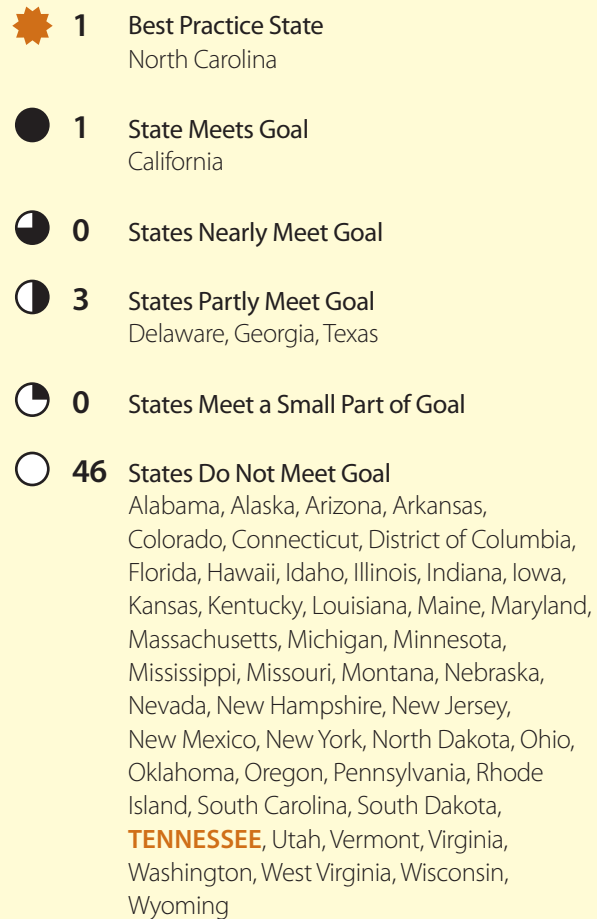 1 Best Practice State
North Carolina
1 State Meets Goal
California
0 States Nearly Meet Goal
3 States Partly Meet Goal
Delaware, Georgia, Texas
0 States Meet a Small Part of Goal
46 States Do Not Meet Goal
Alabama, Alaska, Arizona, Arkansas,
Colorado, Connecticut, District of Columbia,
Florida, Hawaii, Idaho, Illinois, Indiana, Iowa,
Kansas, Kentucky, Louisiana, Maine, Maryland,
Massachusetts, Michigan, Minnesota,
Mississippi, Missouri, Montana, Nebraska,
Nevada, New Hampshire, New Jersey,
New Mexico, New York, North Dakota, Ohio,
Oklahoma, Oregon, Pennsylvania, Rhode
Island, South Carolina, South Dakota,
TENNESSEE, Utah, Vermont, Virginia,
Washington, West Virginia, Wisconsin,
Wyoming